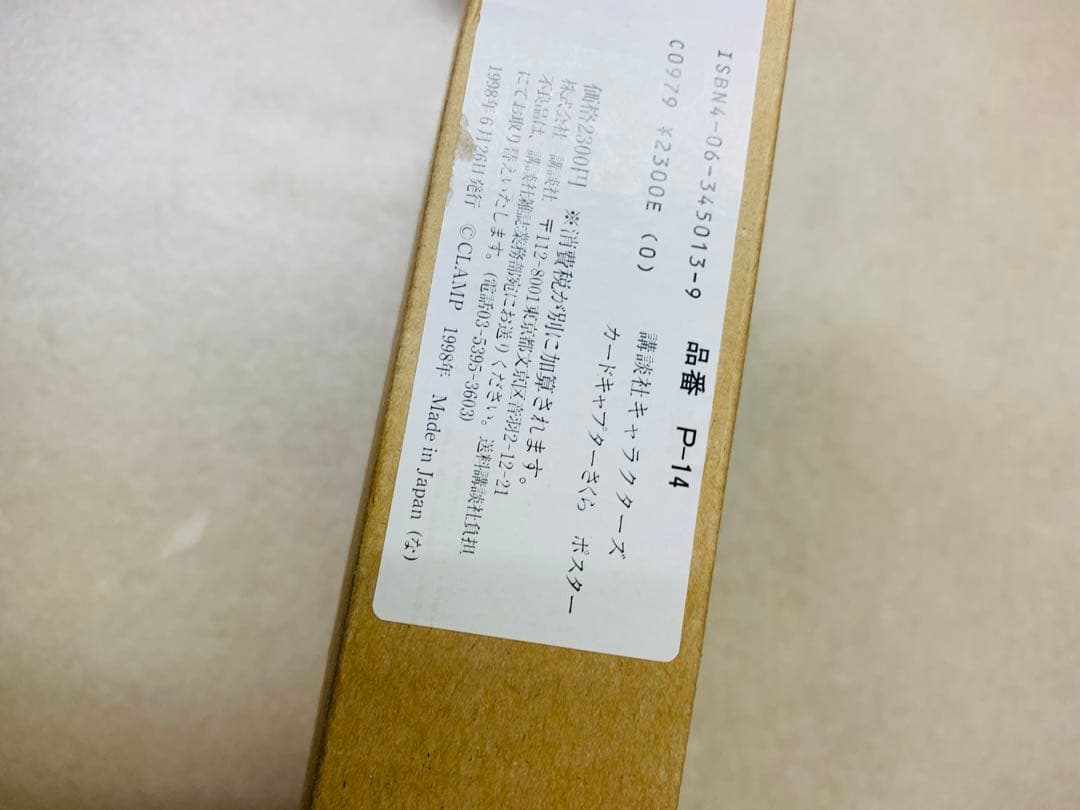 ISBN4-06-345013-9 品番 P-14
C0979 ¥2300E (0) 講談社キャラクターズ
カードキャプターさくら ポスター
価格2300円 ※消費税が別に加算されます。
株式会社 講談社 〒112-8001東京都文京区音羽2-12-21
不良品は、講談社雑誌業務部宛にお送りください。送料講談社負担
にてお取り替えいたします。(電話03-5395-3603)
1998年6月26日発行 ©CLAMP 1998年 Made in Japan (な)